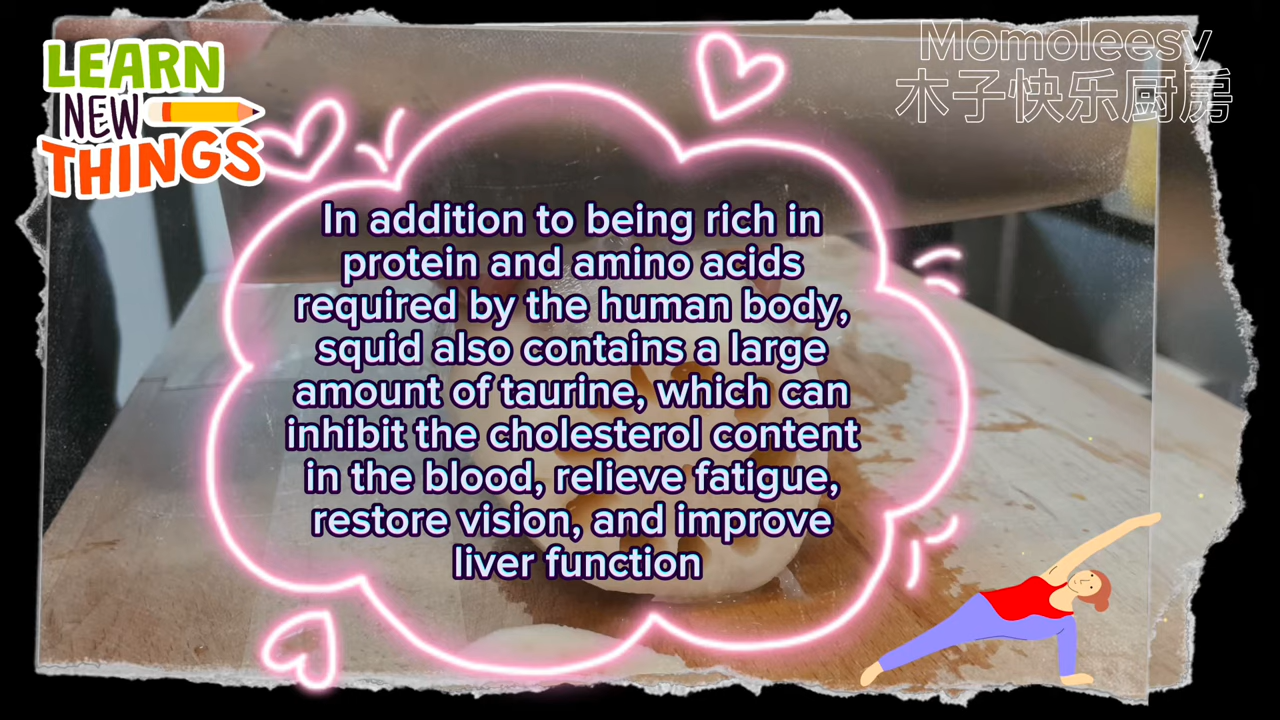 LEARN
NEW
THINGS
Momoleesy
木子快乐厨房
In addition to being rich in
protein and amino acids
required by the human body,
squid also contains a large
amount of taurine, which can
inhibit the cholesterol content
in the blood, relieve fatigue,
restore vision, and improve
liver function